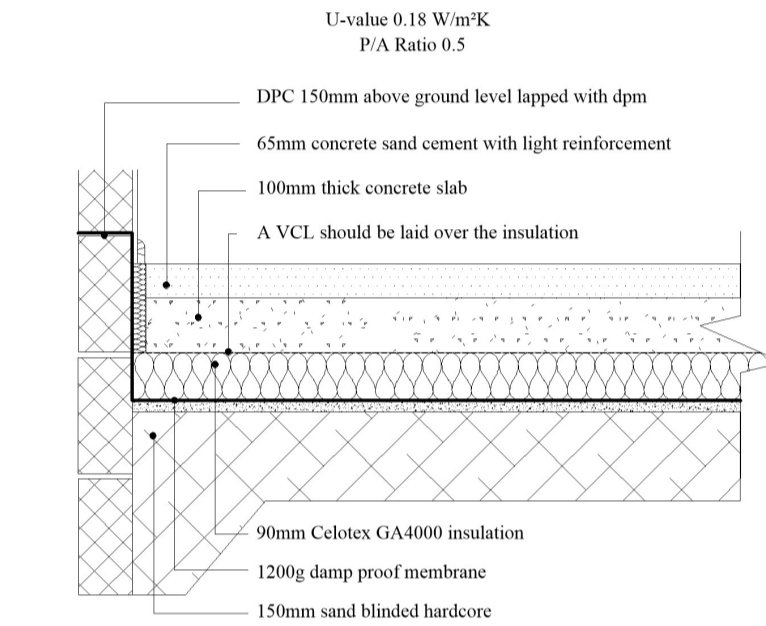 U-value 0.18 W/m²K
P/A Ratio 0.5
DPC 150mm above ground level lapped with dpm
65mm concrete sand cement with light reinforcement
100mm thick concrete slab
A VCL should be laid over the insulation
90mm Celotex GA4000 insulation
1200g damp proof membrane
150mm sand blinded hardcore